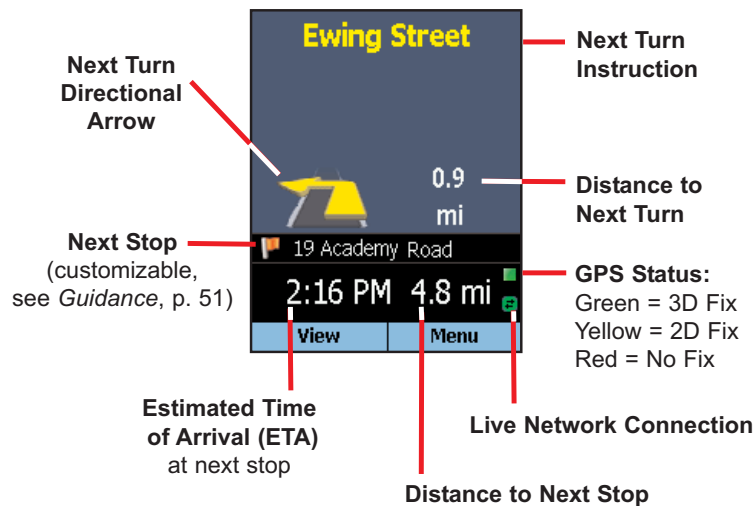 Ewing Street
Next Turn
Instruction
Next Turn
Directional
Arrow
0.9
mi
Distance to
Next Turn
Next Stop
(customizable,
see Guidance, p. 51)
19 Academy Road
2:16 PM 4.8 mi
GPS Status:
Green = 3D Fix
Yellow = 2D Fix
Red = No Fix
View Menu
Estimated Time
of Arrival (ETA)
at next stop
Live Network Connection
Distance to Next Stop